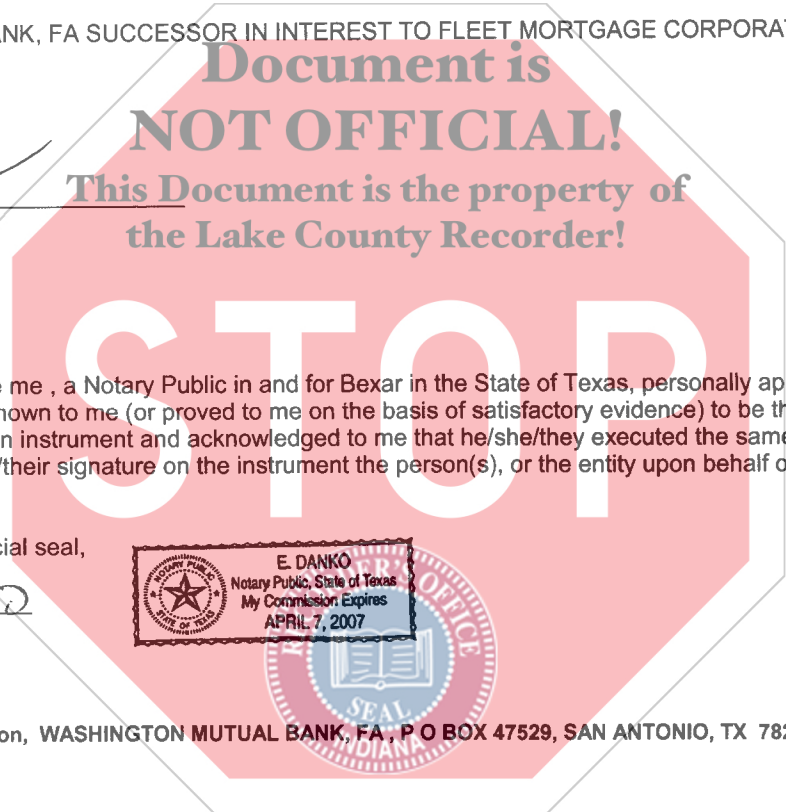 ANK, FA SUCCESSOR IN INTEREST TO FLEET MORTGAGE CORPORAT
Document is
NOT OFFICIAL!
This Document is the property of
the Lake County Recorder!
STOP
e me , a Notary Public in and for Bexar in the State of Texas, personally ap
nown to me (or proved to me on the basis of satisfactory evidence) to be th
n instrument and acknowledged to me that he/she/they executed the same
/their signature on the instrument the person(s), or the entity upon behalf o
cial seal,
NOTARY PUBLIC
STATE OF TEXAS
E. DANKO
Notary Public, State of Texas
My Commission Expires
APRIL 7, 2007
RECORDER'S OFFICE
SEAL
INDIANA
on, WASHINGTON MUTUAL BANK, FA , P O BOX 47529, SAN ANTONIO, TX 782